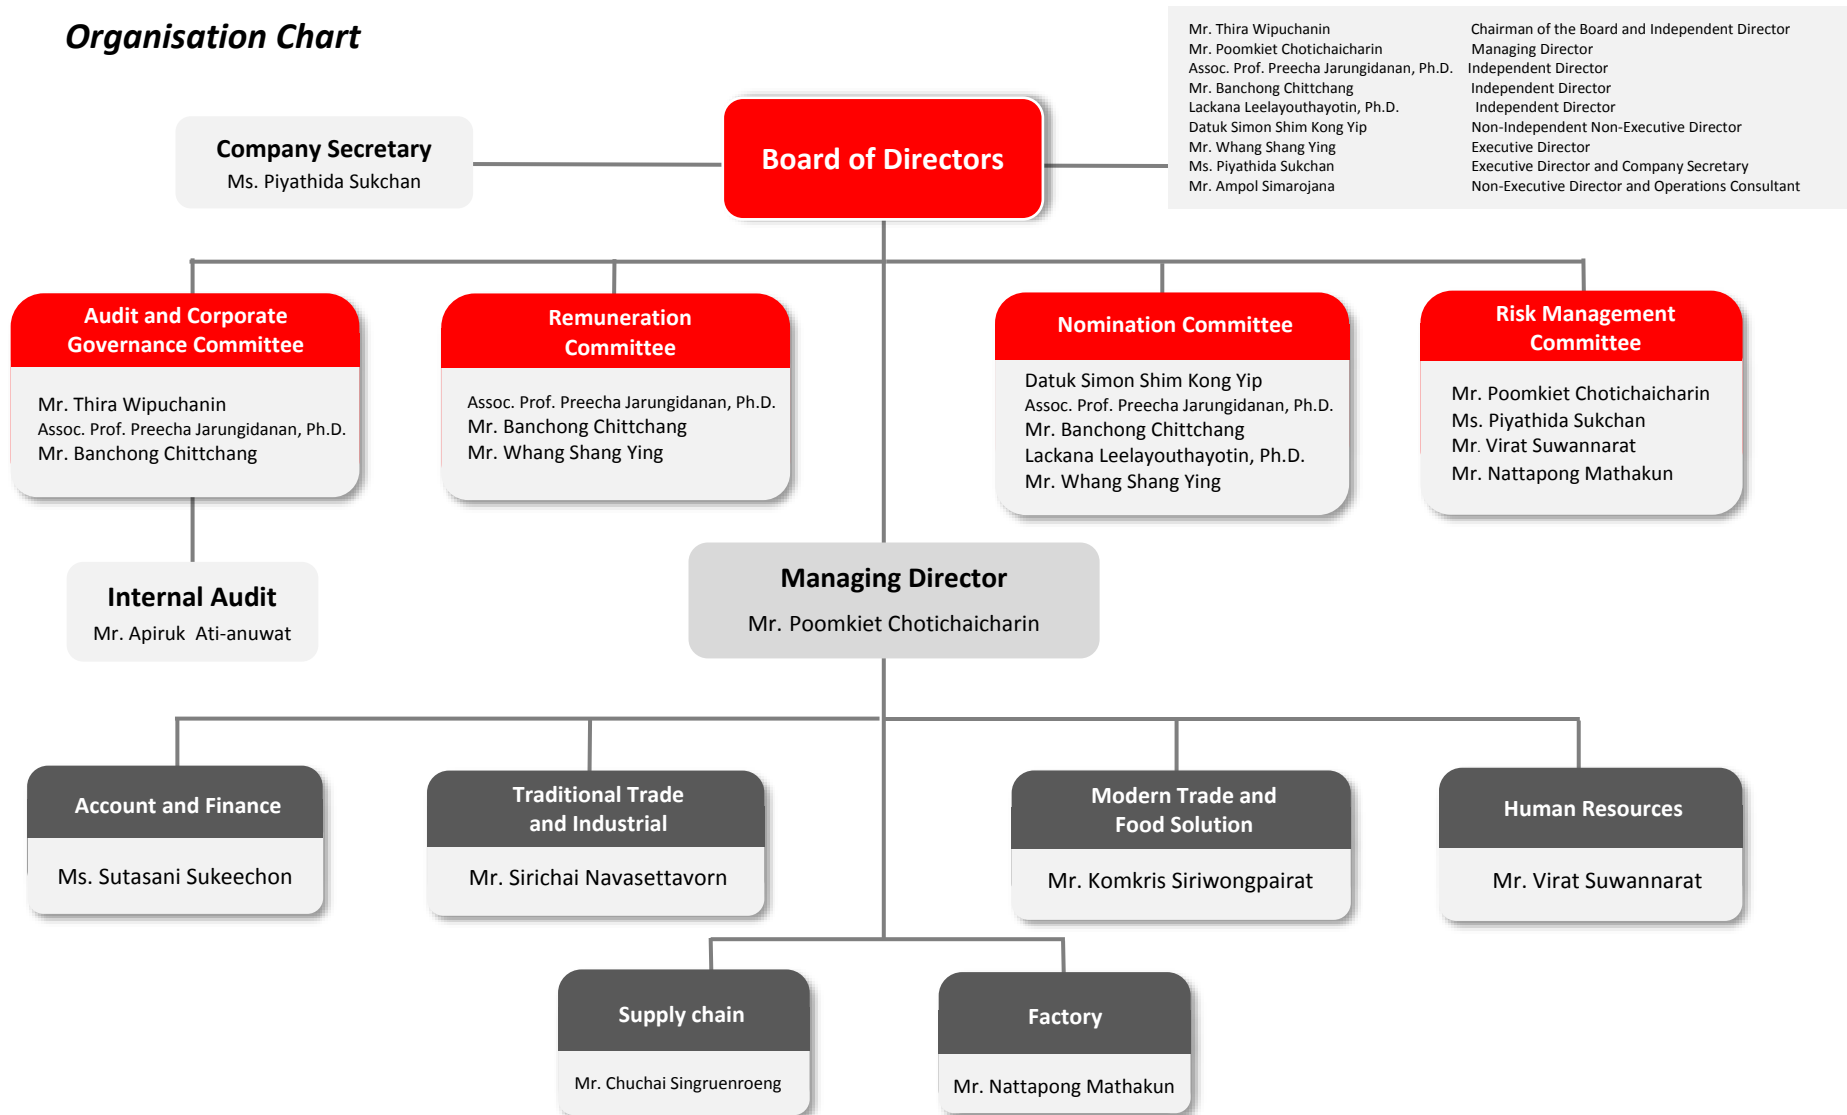 Organisation Chart
Mr. Thira Wipuchanin Chairman of the Board and Independent Director
Mr. Poomkiet Chotichaicharin Managing Director
Assoc. Prof. Preecha Jarungidanan, Ph.D. Independent Director
Mr. Banchong Chittchang Independent Director
Lackana Leelayouthayotin, Ph.D. Independent Director
Datuk Simon Shim Kong Yip Non-Independent Non-Executive Director
Mr. Whang Shang Ying Executive Director
Ms. Piyathida Sukchan Executive Director and Company Secretary
Mr. Ampol Simarojana Non-Executive Director and Operations Consultant
Company Secretary
Ms. Piyathida Sukchan
Board of Directors
Audit and Corporate
Governance Committee
Mr. Thira Wipuchanin
Assoc. Prof. Preecha Jarungidanan, Ph.D.
Mr. Banchong Chittchang
Remuneration
Committee
Assoc. Prof. Preecha Jarungidanan, Ph.D.
Mr. Banchong Chittchang
Mr. Whang Shang Ying
Nomination Committee
Datuk Simon Shim Kong Yip
Assoc. Prof. Preecha Jarungidanan, Ph.D.
Mr. Banchong Chittchang
Lackana Leelayouthayotin, Ph.D.
Mr. Whang Shang Ying
Risk Management
Committee
Mr. Poomkiet Chotichaicharin
Ms. Piyathida Sukchan
Mr. Virat Suwannarat
Mr. Nattapong Mathakun
Internal Audit
Mr. Apiruk Ati-anuwat
Managing Director
Mr. Poomkiet Chotichaicharin
Account and Finance
Ms. Sutasani Sukeechon
Traditional Trade
and Industrial
Mr. Sirichai Navasettavorn
Modern Trade and
Food Solution
Mr. Komkris Siriwongpairat
Human Resources
Mr. Virat Suwannarat
Supply chain
Mr. Chuchai Singruenroeng
Factory
Mr. Nattapong Mathakun